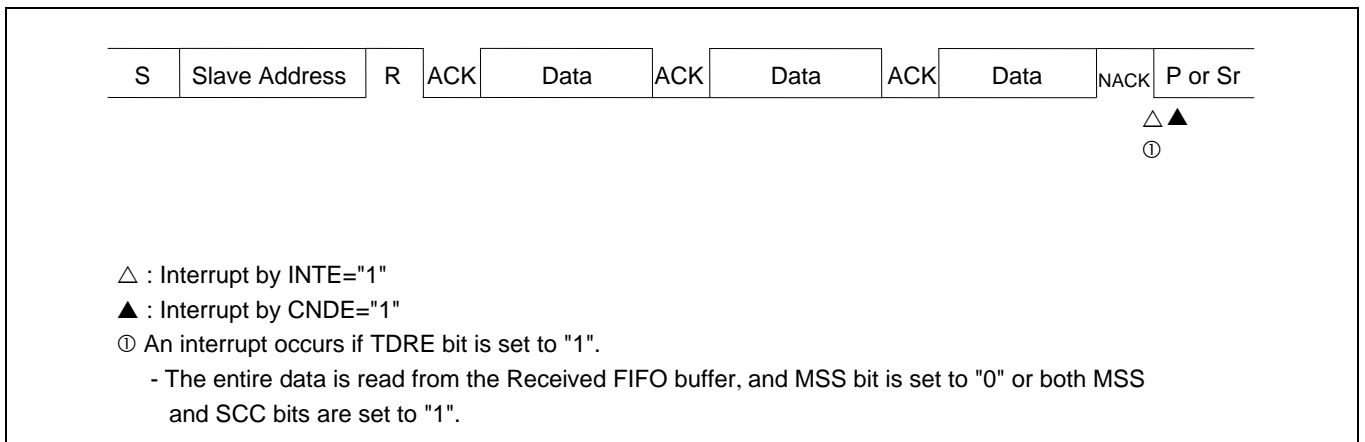 S Slave Address R ACK Data ACK Data ACK Data NACK P or Sr
△▲
①
△ : Interrupt by INTE="1"
▲ : Interrupt by CNDE="1"
① An interrupt occurs if TDRE bit is set to "1".
- The entire data is read from the Received FIFO buffer, and MSS bit is set to "0" or both MSS
and SCC bits are set to "1".